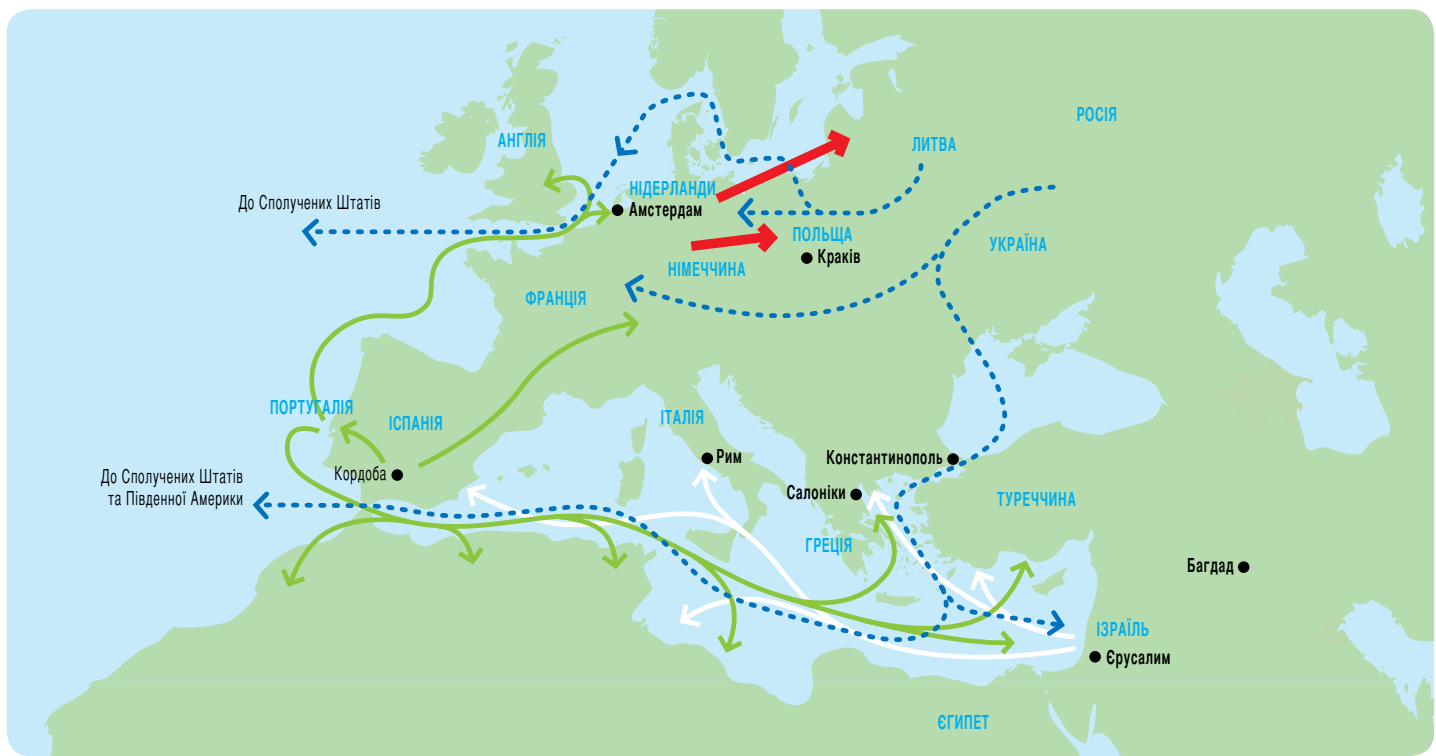 РОСІЯ
АНГЛІЯ
ЛИТВА
НІДЕРЛАНДИ
До Сполучених Штатів
Амстердам
ПОЛЬЩА
УКРАЇНА
Краків
НІМЕЧЧИНА
ФРАНЦІЯ
ПОРТУГАЛІЯ
ІСПАНІЯ
ІТАЛІЯ
Рим
Константинополь
Кордоба
До Сполучених Штатів
та Південної Америки
Салоніки
ТУРЕЧЧИНА
ГРЕЦІЯ
Багдад
ІЗРАЇЛЬ
Єрусалим
ЄГИПЕТ